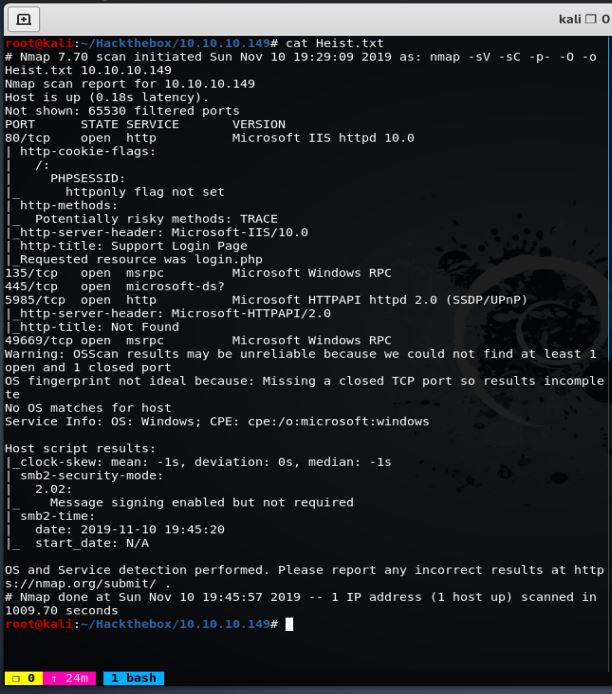 kali ❐ 0
root@kali:~/Hackthebox/10.10.10.149# cat Heist.txt
# Nmap 7.70 scan initiated Sun Nov 10 19:29:09 2019 as: nmap -sV -sC -p- -O -o
Heist.txt 10.10.10.149
Nmap scan report for 10.10.10.149
Host is up (0.18s latency).
Not shown: 65530 filtered ports
PORT      STATE SERVICE       VERSION
80/tcp    open  http          Microsoft IIS httpd 10.0
| http-cookie-flags:
|   /:
|     PHPSESSID:
|_      httponly flag not set
| http-methods:
|_  Potentially risky methods: TRACE
|_http-server-header: Microsoft-IIS/10.0
| http-title: Support Login Page
|_Requested resource was login.php
135/tcp   open  msrpc         Microsoft Windows RPC
445/tcp   open  microsoft-ds?
5985/tcp  open  http          Microsoft HTTPAPI httpd 2.0 (SSDP/UPnP)
|_http-server-header: Microsoft-HTTPAPI/2.0
|_http-title: Not Found
49669/tcp open  msrpc         Microsoft Windows RPC
Warning: OSScan results may be unreliable because we could not find at least 1
open and 1 closed port
OS fingerprint not ideal because: Missing a closed TCP port so results incomple
te
No OS matches for host
Service Info: OS: Windows; CPE: cpe:/o:microsoft:windows

Host script results:
|_clock-skew: mean: -1s, deviation: 0s, median: -1s
| smb2-security-mode:
|   2.02:
|_    Message signing enabled but not required
| smb2-time:
|   date: 2019-11-10 19:45:20
|_  start_date: N/A

OS and Service detection performed. Please report any incorrect results at http
s://nmap.org/submit/ .
# Nmap done at Sun Nov 10 19:45:57 2019 -- 1 IP address (1 host up) scanned in
1009.70 seconds
root@kali:~/Hackthebox/10.10.10.149#
❐ 0 ↑ 24m 1 bash